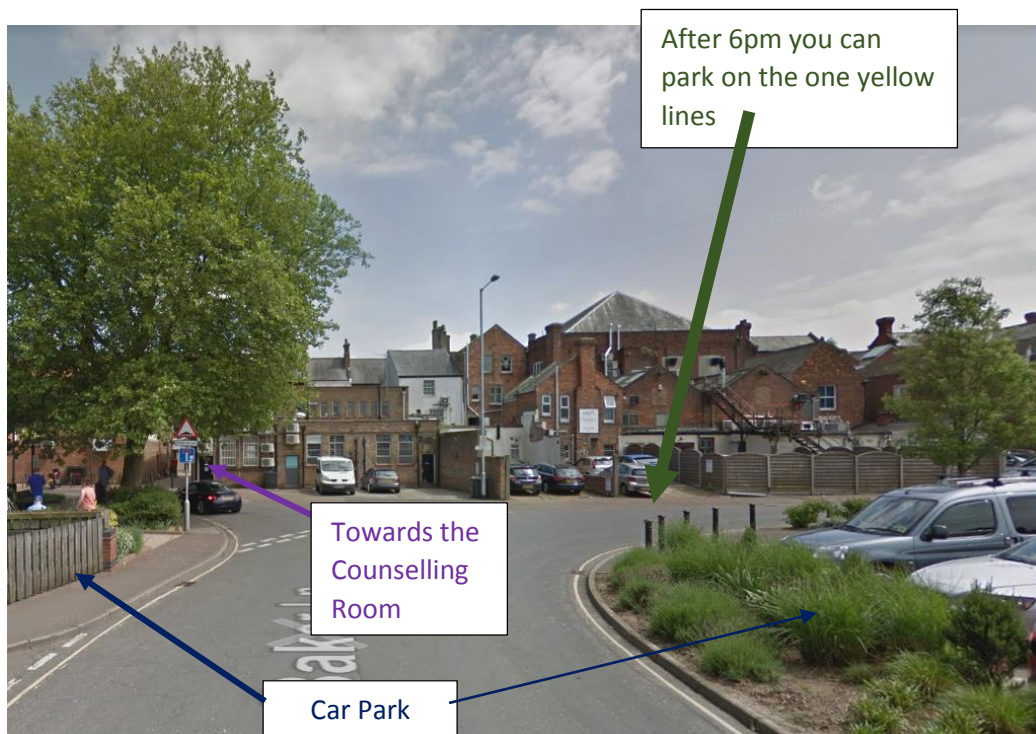 After 6pm you can
park on the one yellow
lines
Towards the
Counselling
Room
Car Park